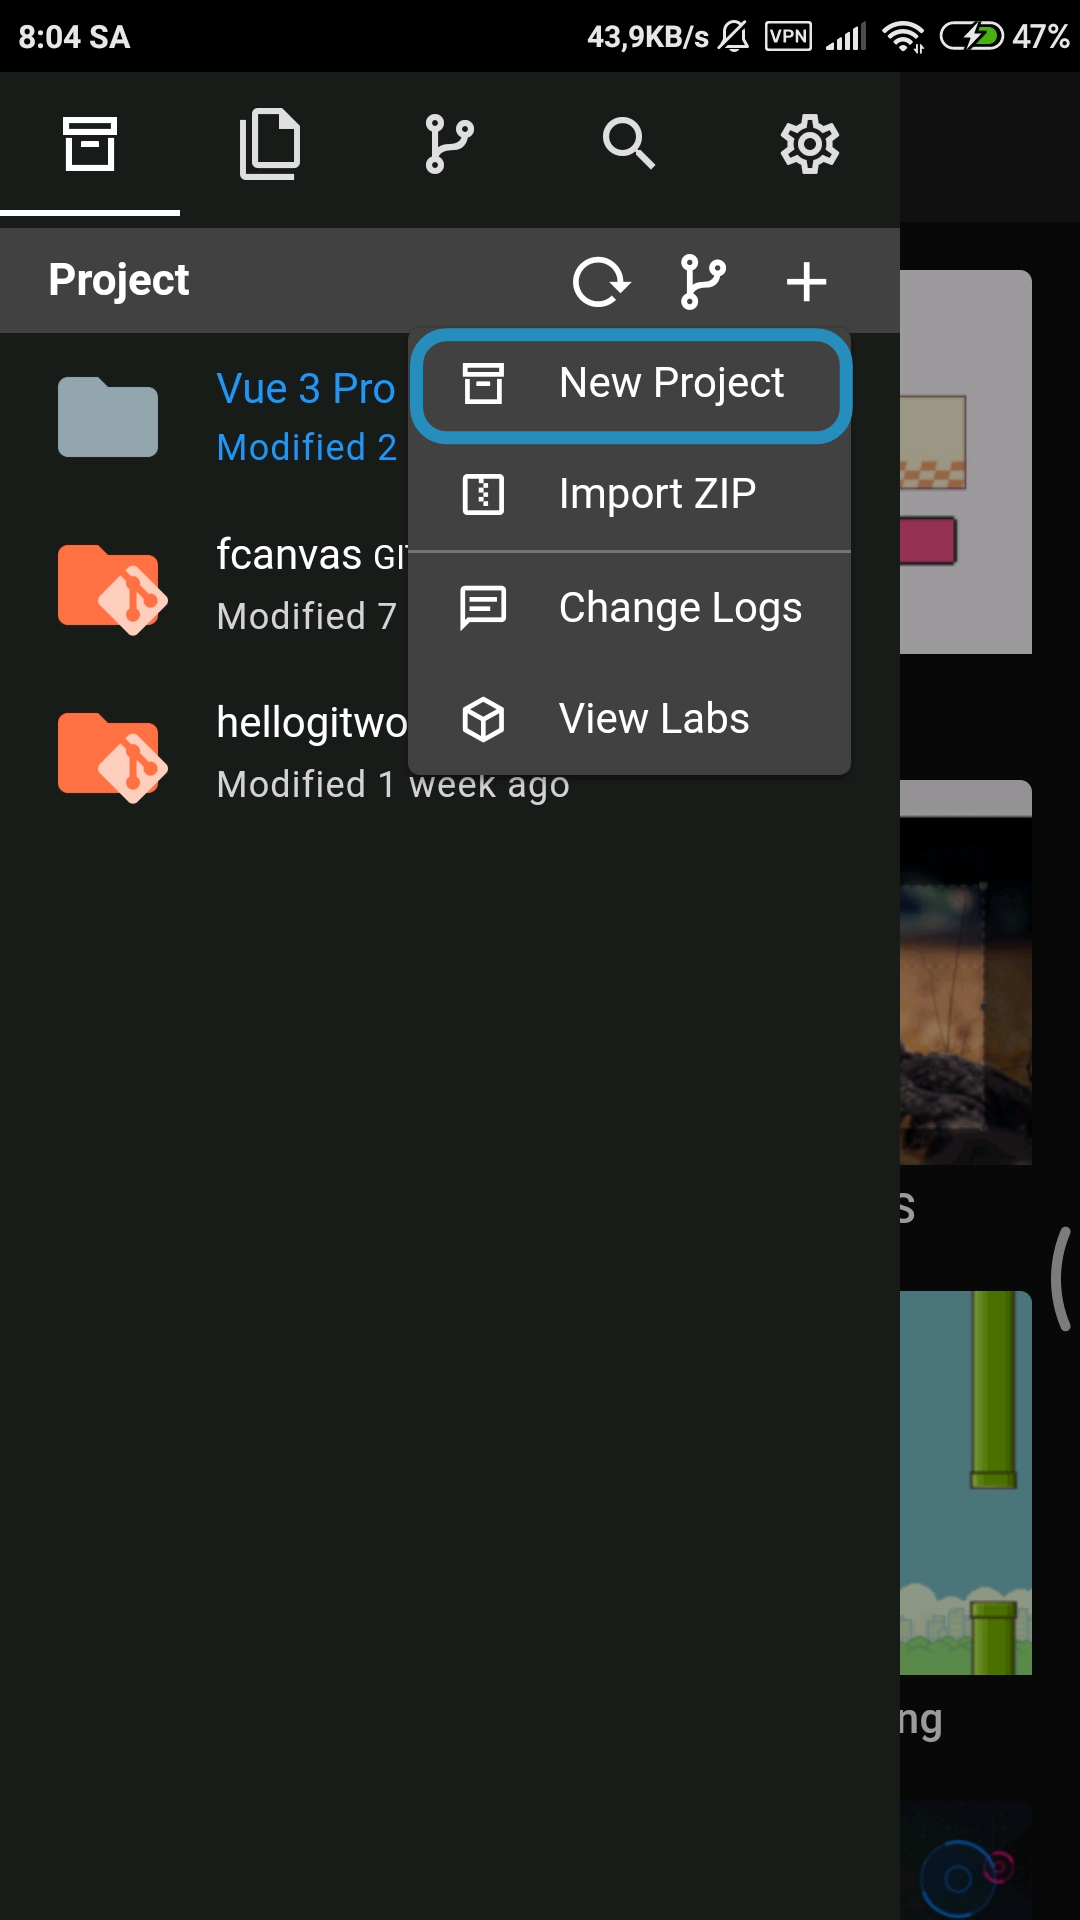 8:04 SA 43,9KB/s VPN 47%
Project
New Project
Import ZIP
Change Logs
View Labs
Vue 3 Pro
Modified 2
fcanvas GIT
Modified 7
hellogitwo
Modified 1 week ago
s
ng